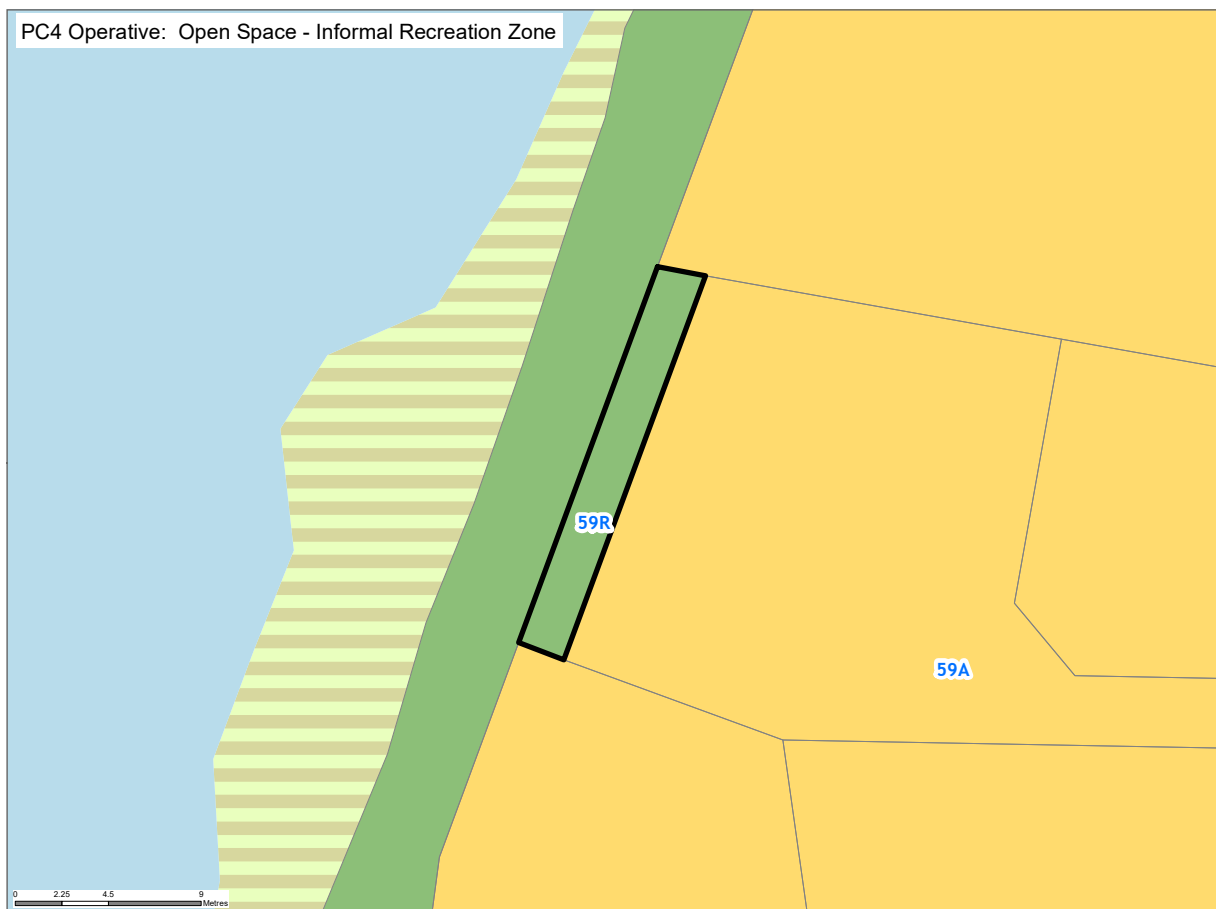 PC4 Operative:  Open Space - Informal Recreation Zone
59R
59A
0 2.25 4.5 9
Metres